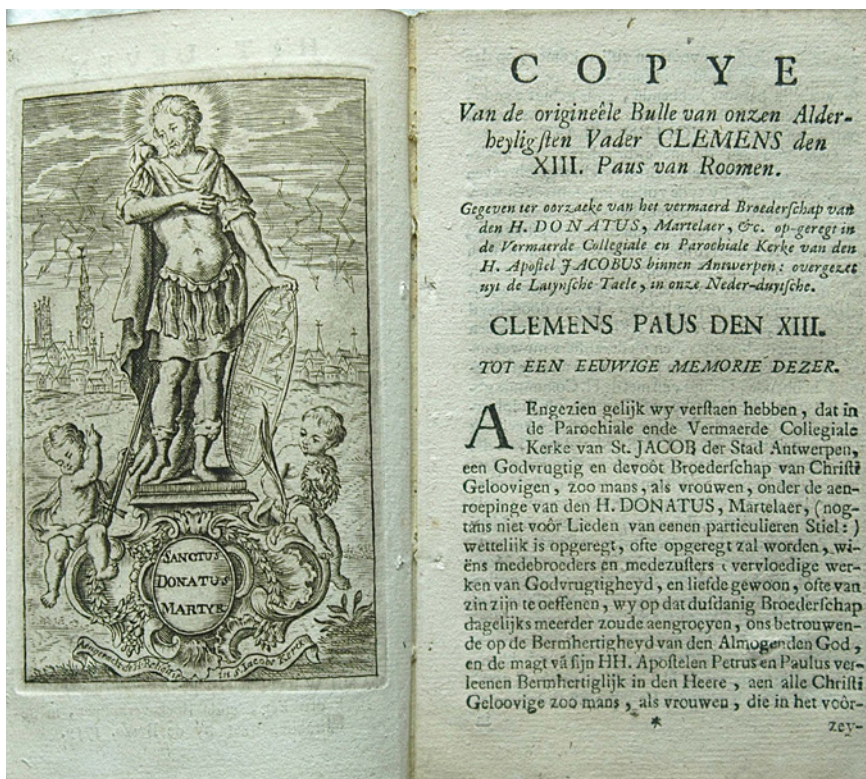 SANCTUS
DONATUS
MARTYR.
in S. Iacobs Kerck
COPYE
Van de origineêle Bulle van onzen Alder-
heyligſten Vader CLEMENS den
XIII. Paus van Roomen.
Gegeven ter oorzaeke van het vermaerd Broederſchap van
den H. DONATUS, Martelaer, &c. op-geregt in
de Vermaerde Collegiale en Parochiale Kerke van den
H. Apoſtel JACOBUS binnen Antwerpen: overgezet
uyt de Latynſche Taele, in onze Neder-duytſche.
CLEMENS PAUS DEN XIII.
TOT EEN EEUWIGE MEMORIE DEZER.
AEngezien gelijk wy verſtaen hebben, dat in
de Parochiale ende Vermaerde Collegiale
Kerke van St. JACOB der Stad Antwerpen,
een Godvrugtig en devoôt Broederſchap van Chriſti
Geloovigen, zoo mans, als vrouwen, onder de aen-
roepinge van den H. DONATUS, Martelaer, (nog-
tans niet voôr Lieden van eenen particulieren Stiel:)
wettelijk is opgeregt, ofte opgeregt zal worden, wi-
êns medebroeders en medezuſters vervloedige wer-
ken van Godvrugtigheyd, en liefde gewoon, ofte van
zin zijn te oeffenen, wy op dat duſdanig Broederſchap
dagelijks meerder zoude aengroeyen, ons betrouwen-
de op de Bermhertigheyd van den Almogenden God,
en de magt vã ſijn HH. Apoſtelen Petrus en Paulus ver-
leenen Bermhertiglijk in den Heere, aen alle Chriſti
Geloovige zoo mans, als vrouwen, die in het voôr-
*
zey-